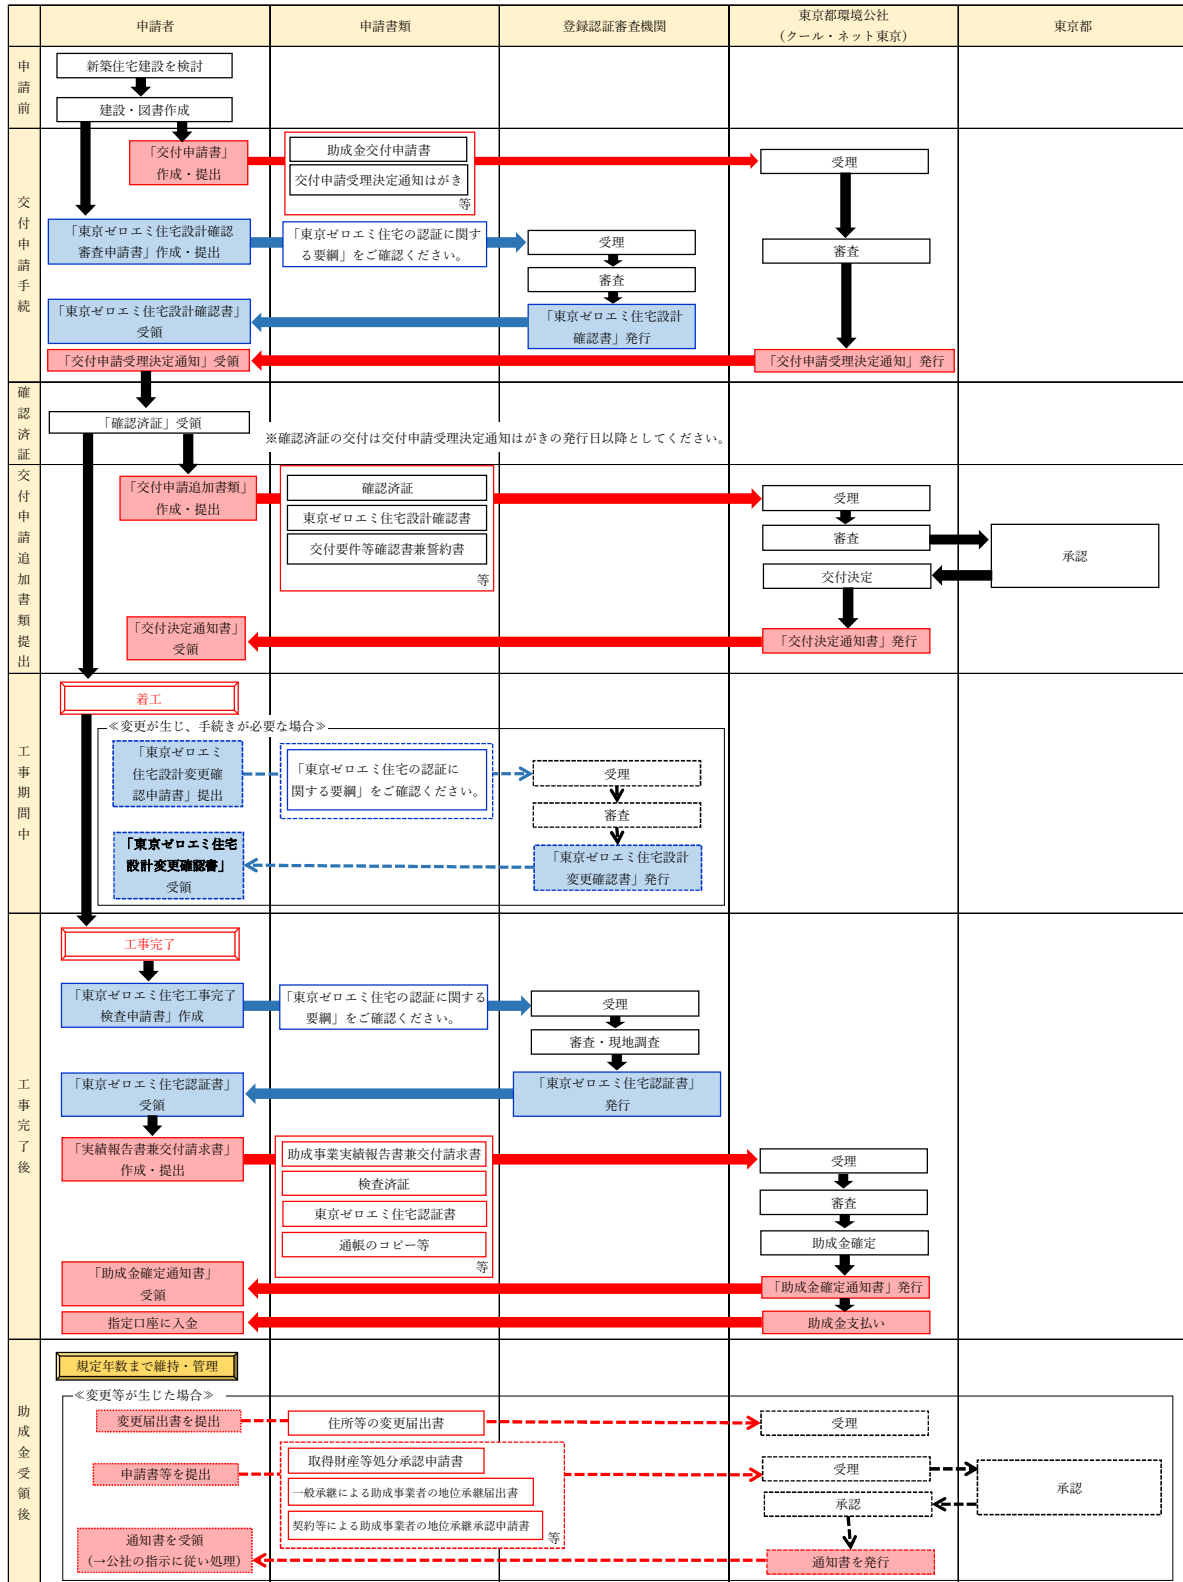 申請者
申請書類
登録認証審査機関
東京都環境公社
（クール・ネット東京）
東京都
申請前
新築住宅建設を検討
建設・図書作成
交付申請手続
「交付申請書」
作成・提出
助成金交付申請書
交付申請受理決定通知はがき
等
受理
審査
「東京ゼロエミ住宅設計確認
審査申請書」作成・提出
「東京ゼロエミ住宅の認証に関す
る要綱」をご確認ください。
受理
審査
「東京ゼロエミ住宅設計
確認書」発行
「東京ゼロエミ住宅設計確認書」
受領
「交付申請受理決定通知」受領
「交付申請受理決定通知」発行
確認済証
「確認済証」受領
※確認済証の交付は交付申請受理決定通知はがきの発行日以降としてください。
交付申請追加書類提出
「交付申請追加書類」
作成・提出
確認済証
東京ゼロエミ住宅設計確認書
交付要件等確認書兼誓約書
等
受理
審査
承認
交付決定
「交付決定通知書」
受領
「交付決定通知書」発行
工事期間中
着工
≪変更が生じ、手続きが必要な場合≫
「東京ゼロエミ
住宅設計変更確
認申請書」提出
「東京ゼロエミ住宅の認証に
関する要綱」をご確認ください。
受理
審査
「東京ゼロエミ住宅設計
変更確認書」発行
「東京ゼロエミ住宅
設計変更確認書」
受領
工事完了後
工事完了
「東京ゼロエミ住宅工事完了
検査申請書」作成
「東京ゼロエミ住宅の認証に関する
要綱」をご確認ください。
受理
審査・現地調査
「東京ゼロエミ住宅認証書」
発行
「東京ゼロエミ住宅認証書」
受領
「実績報告書兼交付請求書」
作成・提出
助成事業実績報告書兼交付請求書
検査済証
東京ゼロエミ住宅認証書
通帳のコピー等
等
受理
審査
助成金確定
「助成金確定通知書」発行
「助成金確定通知書」
受領
助成金支払い
指定口座に入金
助成金受領後
規定年数まで維持・管理
≪変更等が生じた場合≫
変更届出書を提出
住所等の変更届出書
受理
申請書等を提出
取得財産等処分承認申請書
一般承継による助成事業者の地位承継届出書
契約等による助成事業者の地位承継承認申請書
等
受理
承認
承認
通知書を発行
通知書を受領
（→公社の指示に従い処理）